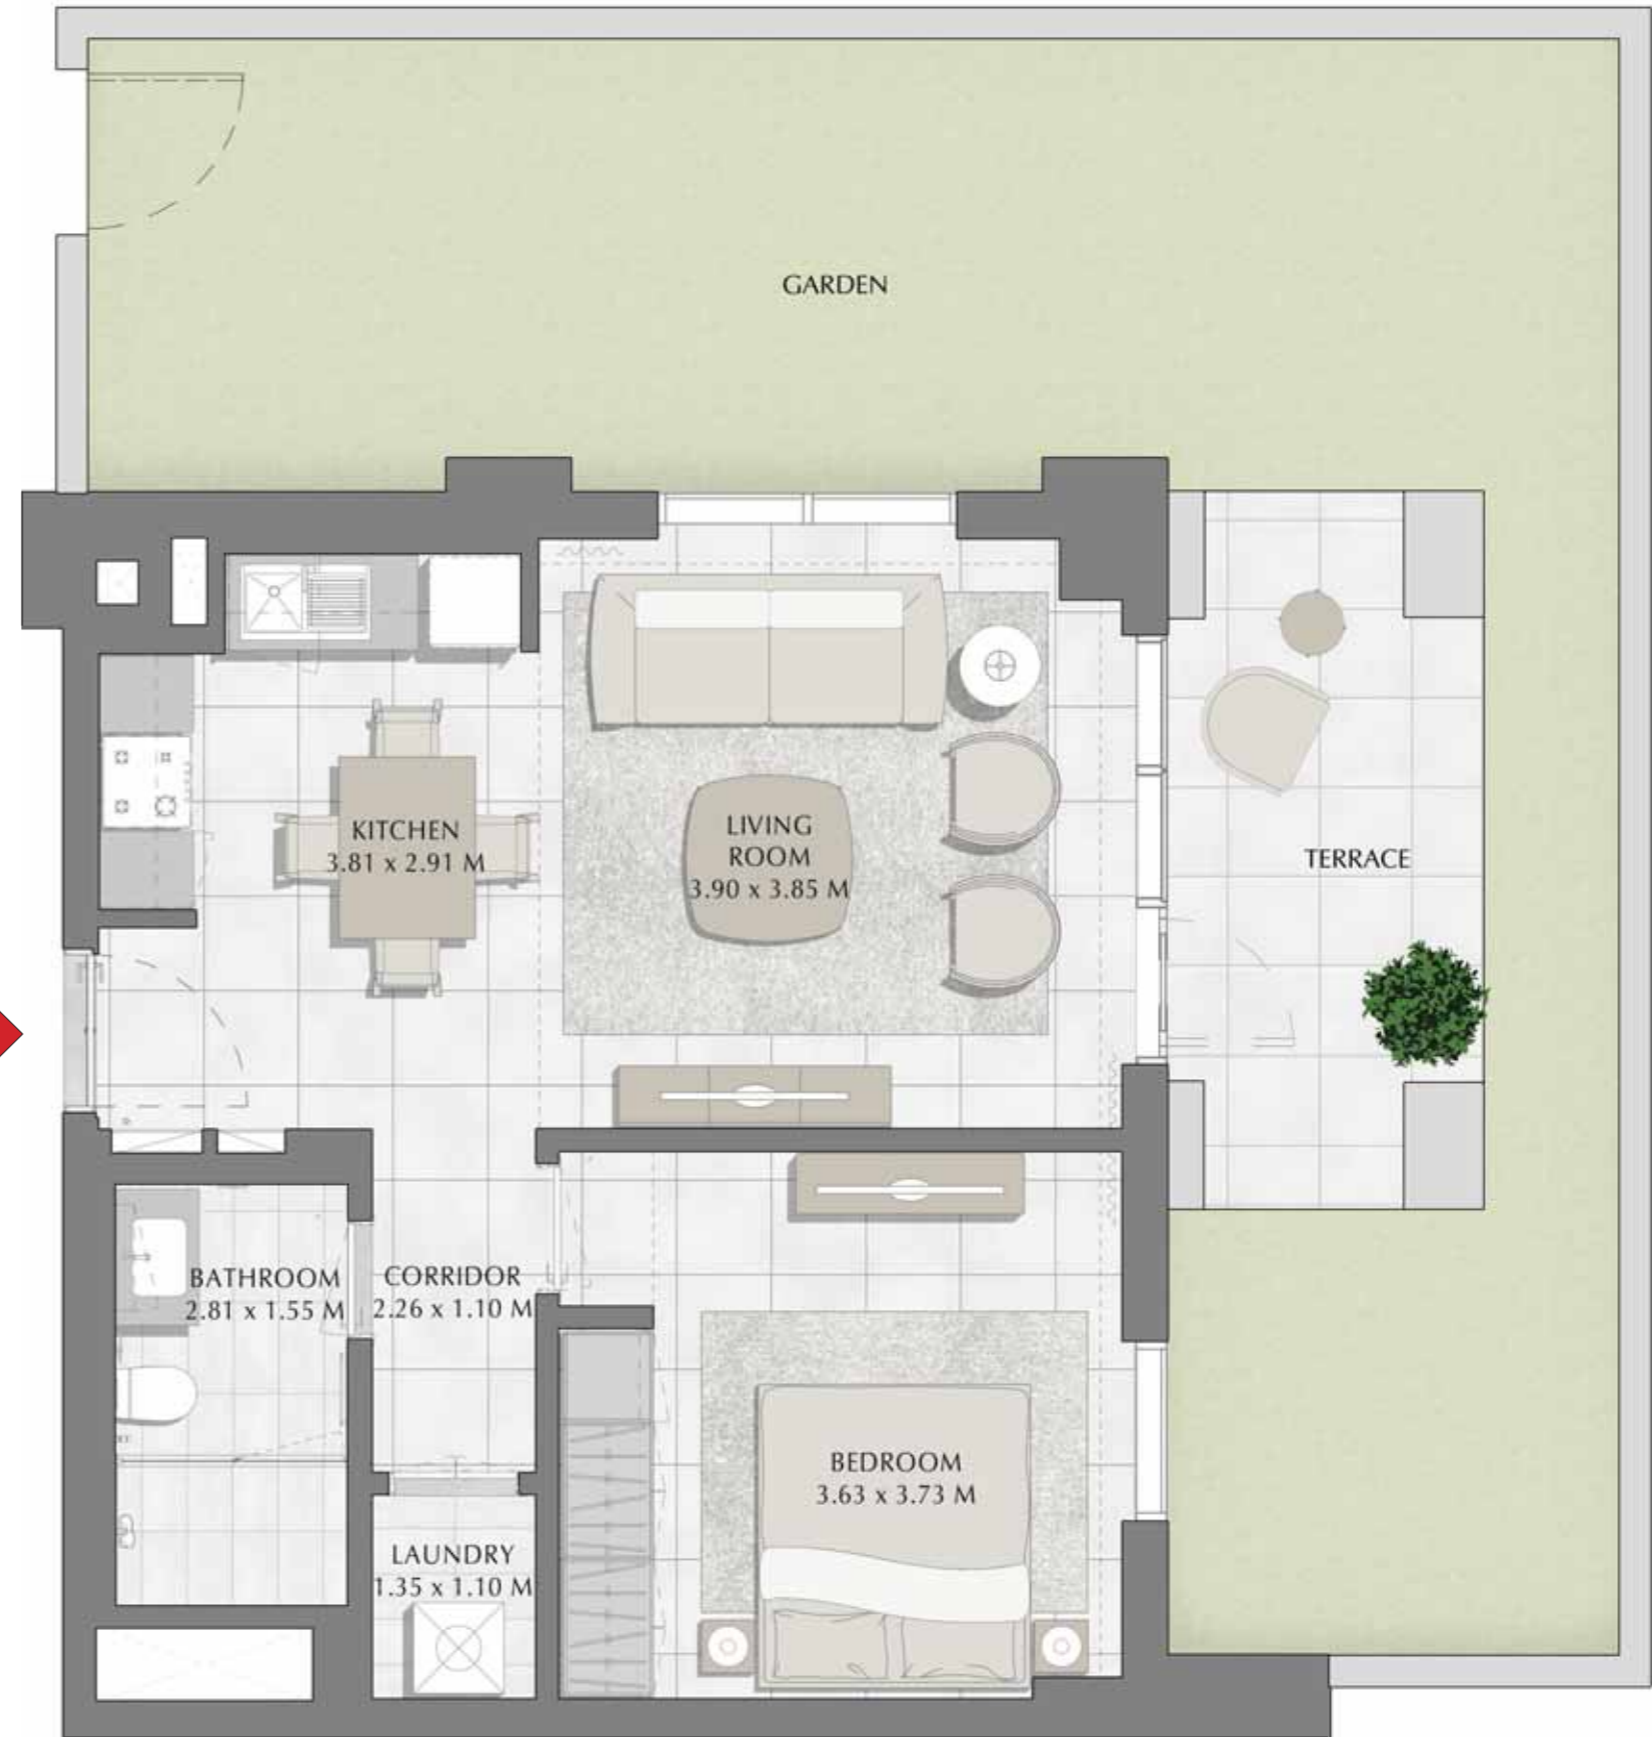 GARDEN
KITCHEN
3.81 x 2.91 M
LIVING
ROOM
3.90 x 3.85 M
TERRACE
BATHROOM
2.81 x 1.55 M
CORRIDOR
2.26 x 1.10 M
BEDROOM
3.63 x 3.73 M
LAUNDRY
1.35 x 1.10 M